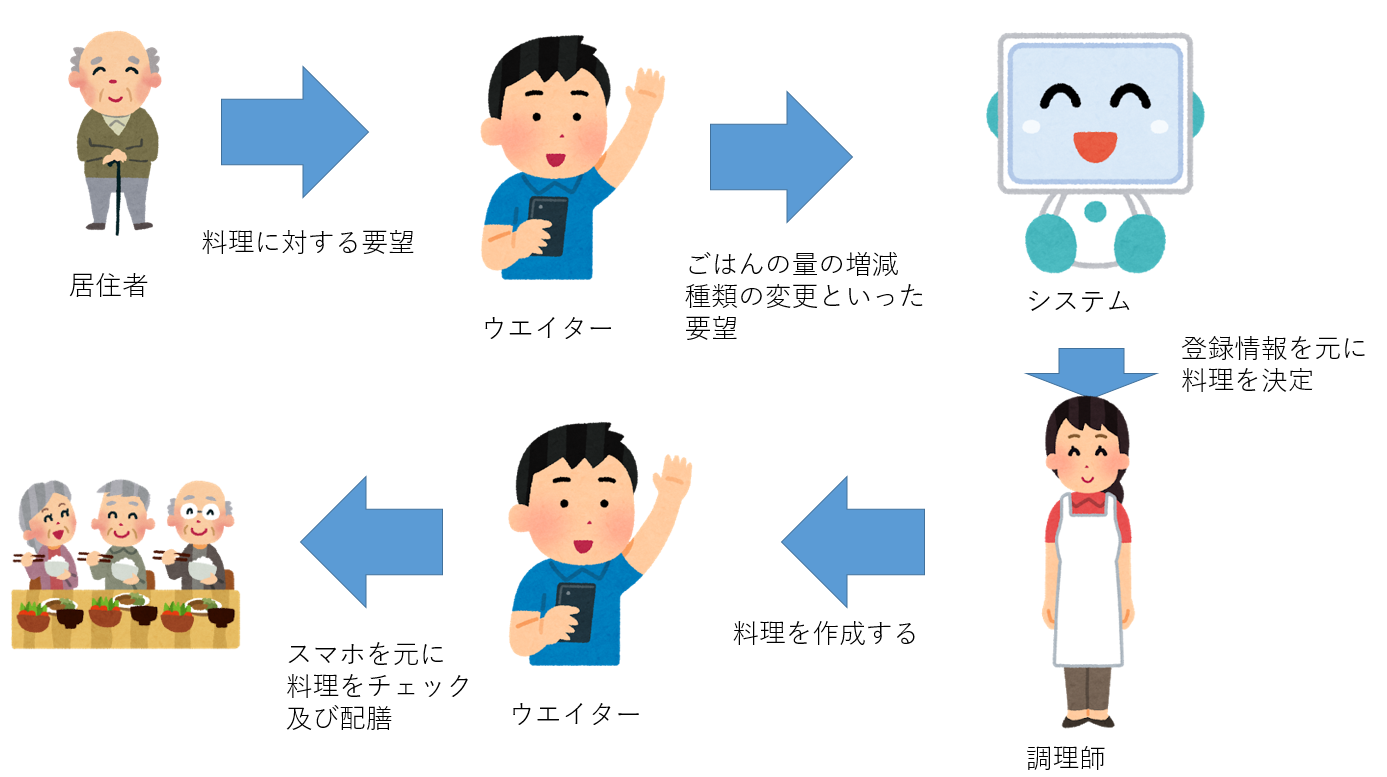 料理に対する要望
居住者
ウエイター
ごはんの量の増減
種類の変更といった
要望
システム
登録情報を元に
料理を決定
調理師
料理を作成する
ウエイター
スマホを元に
料理をチェック
及び配膳